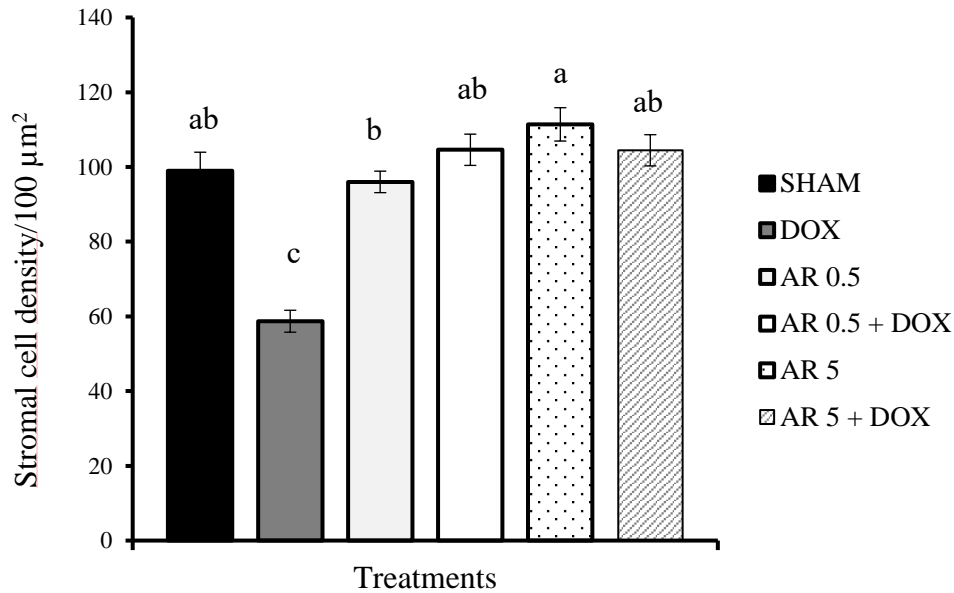 140
120
100
80
60
40
20
0
Stromal cell density/100 µm²
ab
c
b
ab
a
ab
Treatments
SHAM
DOX
AR 0.5
AR 0.5 + DOX
AR 5
AR 5 + DOX